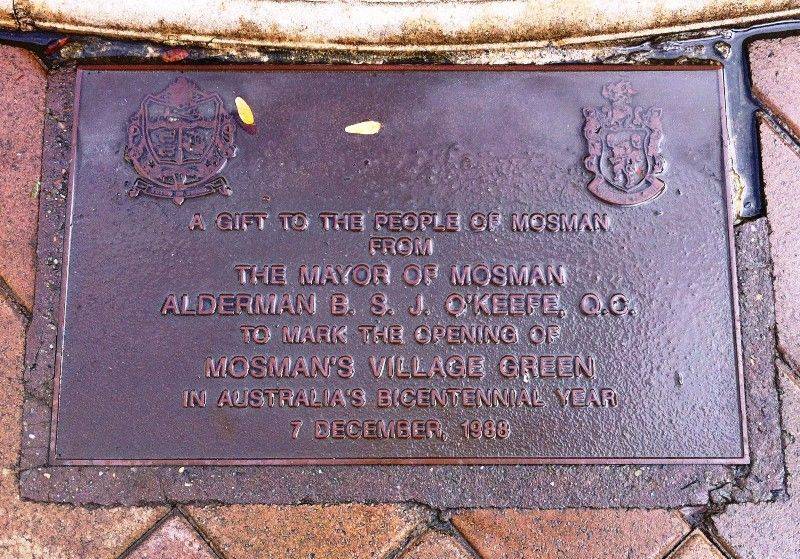 A GIFT TO THE PEOPLE OF MOSMAN
FROM
THE MAYOR OF MOSMAN
ALDERMAN B. S. J. O'KEEFE, Q.C.
TO MARK THE OPENING OF
MOSMAN'S VILLAGE GREEN
IN AUSTRALIA'S BICENTENNIAL YEAR
7 DECEMBER, 1988